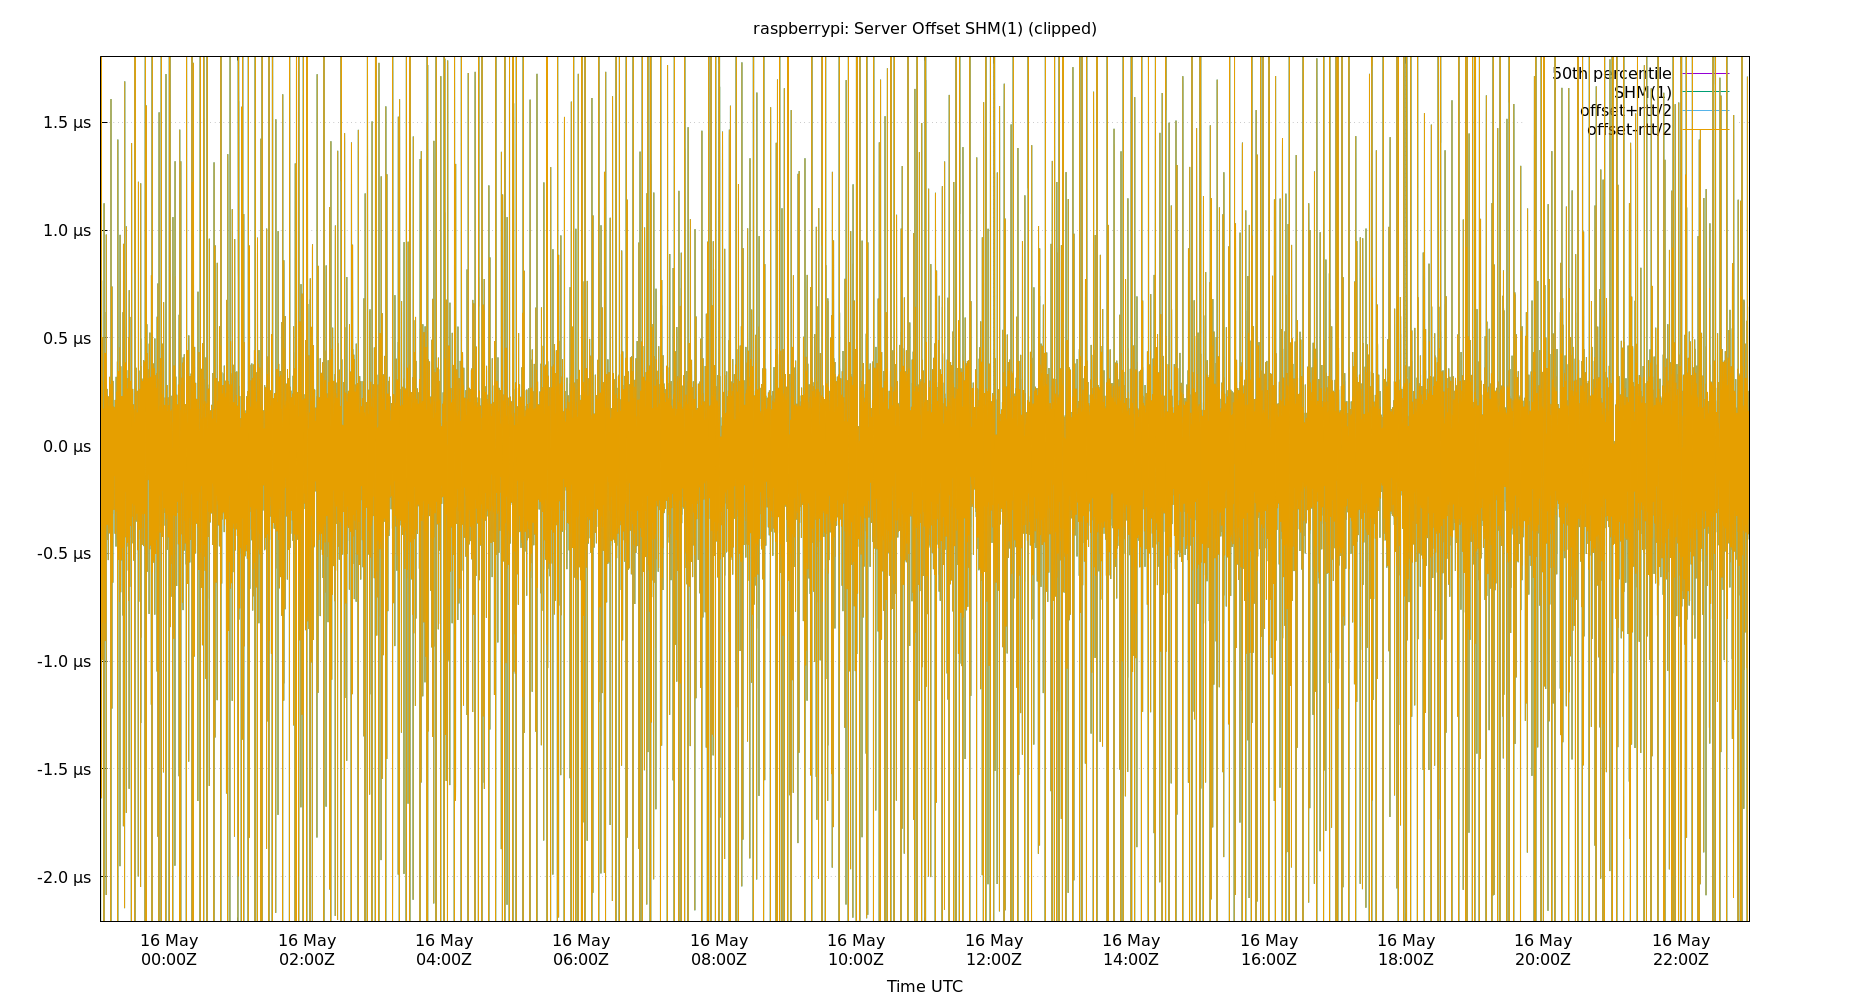 raspberrypi: Server Offset SHM(1) (clipped)
50th percentile
SHM(1)
offset+rtt/2
offset-rtt/2
1.5 µs
1.0 µs
0.5 µs
0.0 µs
-0.5 µs
-1.0 µs
-1.5 µs
-2.0 µs
16 May 16 May 16 May 16 May 16 May 16 May 16 May 16 May 16 May 16 May 16 May 16 May
00:00Z 02:00Z 04:00Z 06:00Z 08:00Z 10:00Z 12:00Z 14:00Z 16:00Z 18:00Z 20:00Z 22:00Z
Time UTC